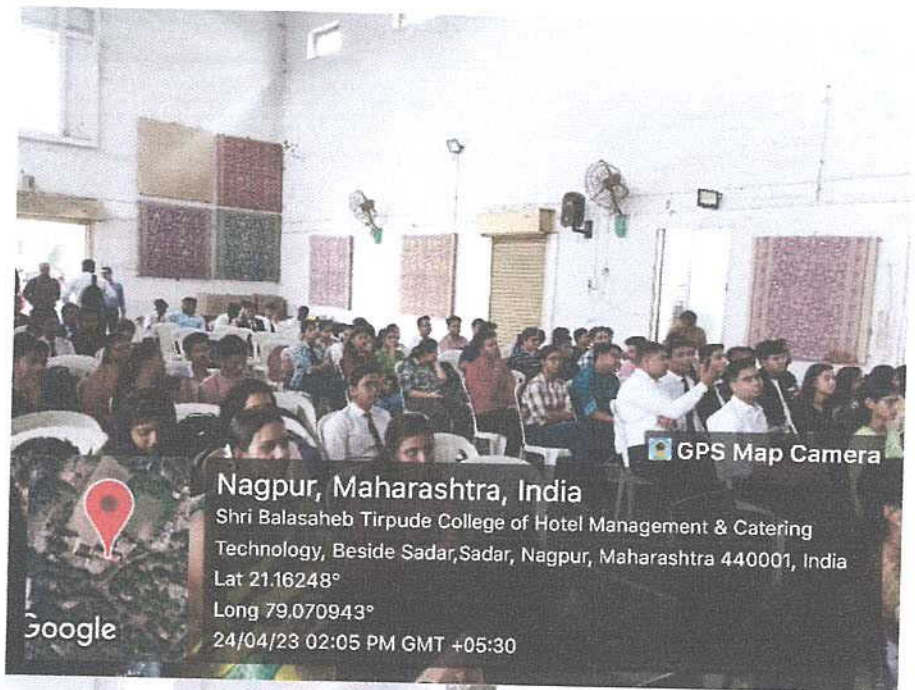 GPS Map Camera
Nagpur, Maharashtra, India
Shri Balasaheb Tirpude College of Hotel Management & Catering
Technology, Beside Sadar,Sadar, Nagpur, Maharashtra 440001, India
Lat 21.16248°
Long 79.070943°
24/04/23 02:05 PM GMT +05:30
Google